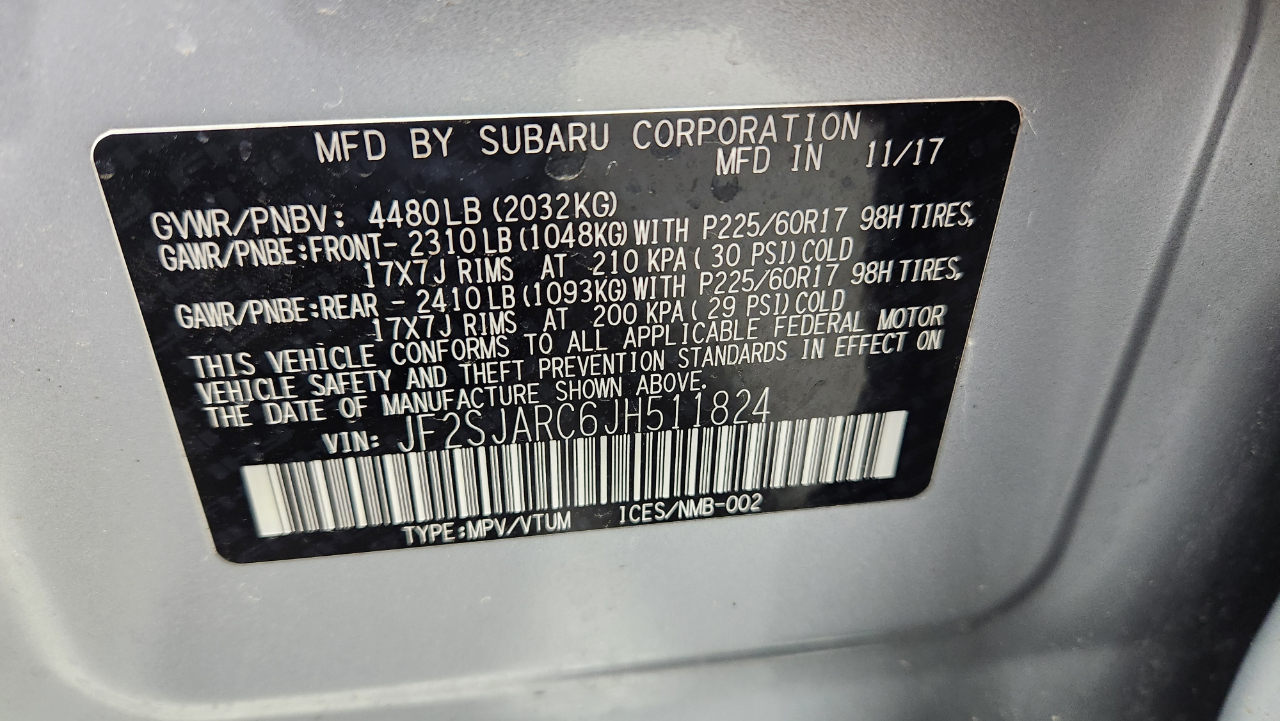 MFD BY SUBARU CORPORATION
MFD IN 11/17
GVWR/PNBV: 4480LB (2032KG)
GAWR/PNBE:FRONT- 2310LB (1048KG) WITH P225/60R17 98H TIRES,
17X7J RIMS AT 210 KPA ( 30 PSI) COLD
GAWR/PNBE:REAR - 2410LB (1093KG) WITH P225/60R17 98H TIRES,
17X7J RIMS AT 200 KPA ( 29 PSI) COLD
THIS VEHICLE CONFORMS TO ALL APPLICABLE FEDERAL MOTOR
VEHICLE SAFETY AND THEFT PREVENTION STANDARDS IN EFFECT ON
THE DATE OF MANUFACTURE SHOWN ABOVE.
VIN: JF2SJARC6JH511824
TYPE:MPV/VTUM ICES/NMB-002